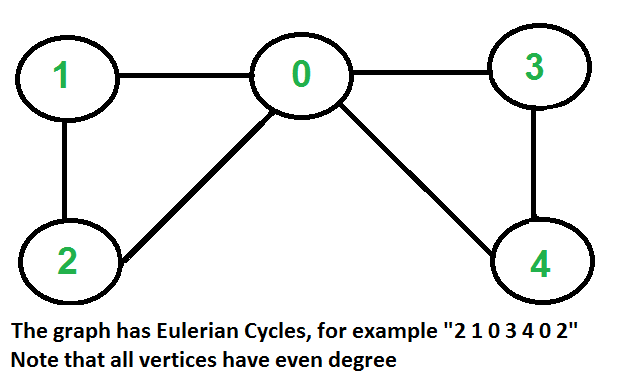 1 0 3
2 4
The graph has Eulerian Cycles, for example "2 1 0 3 4 0 2"
Note that all vertices have even degree